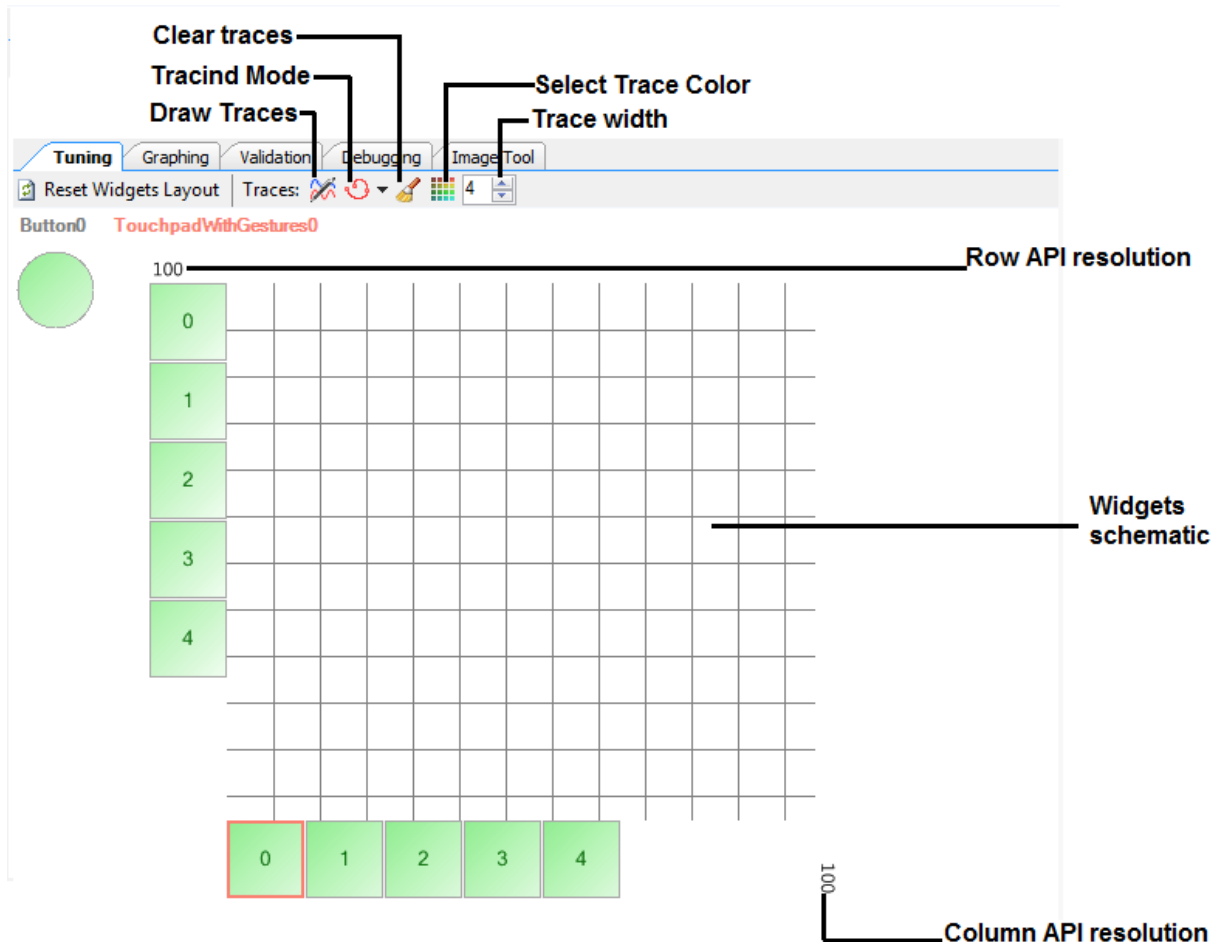 Clear traces
Tracind Mode
Select Trace Color
Draw Traces
Trace width
Tuning Graphing Validation Debugging Image Tool
Reset Widgets Layout Traces: 4
Button0 TouchpadWithGestures0
Row API resolution
100
0
1
2
3
4
Widgets
schematic
0 1 2 3 4
100
Column API resolution